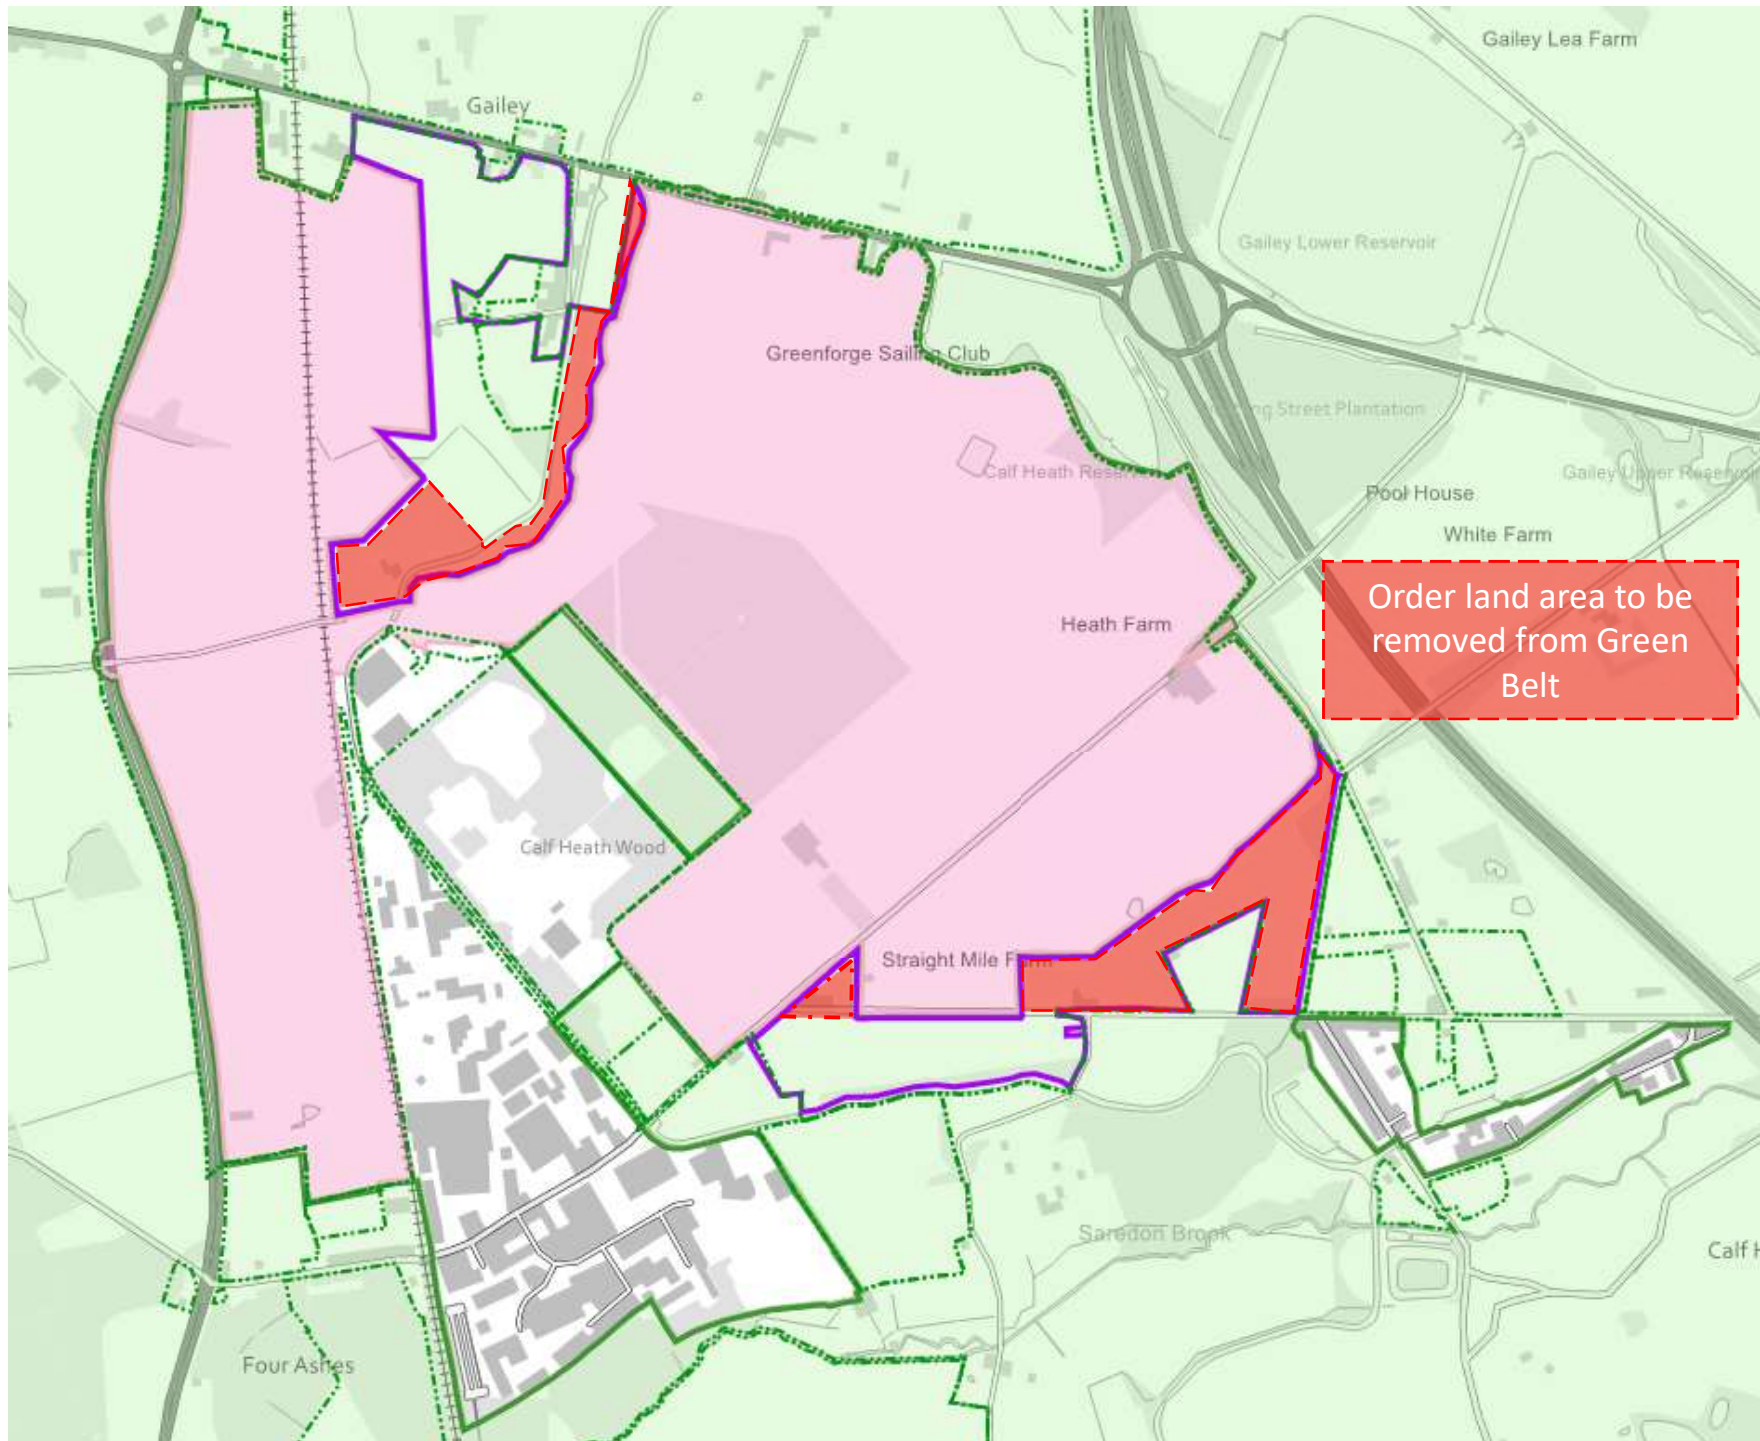 Gailey Lea Farm
Gailey
Gailey Lower Reservoir
Greenforge Sailing Club
Street Plantation
Calf Heath
Gailey Upper Reservoir
Pool House
White Farm
Order land area to be
removed from Green
Belt
Heath Farm
Calf Heath Wood
Straight Mile Farm
Saredon Brook
Calf H
Four Ashes